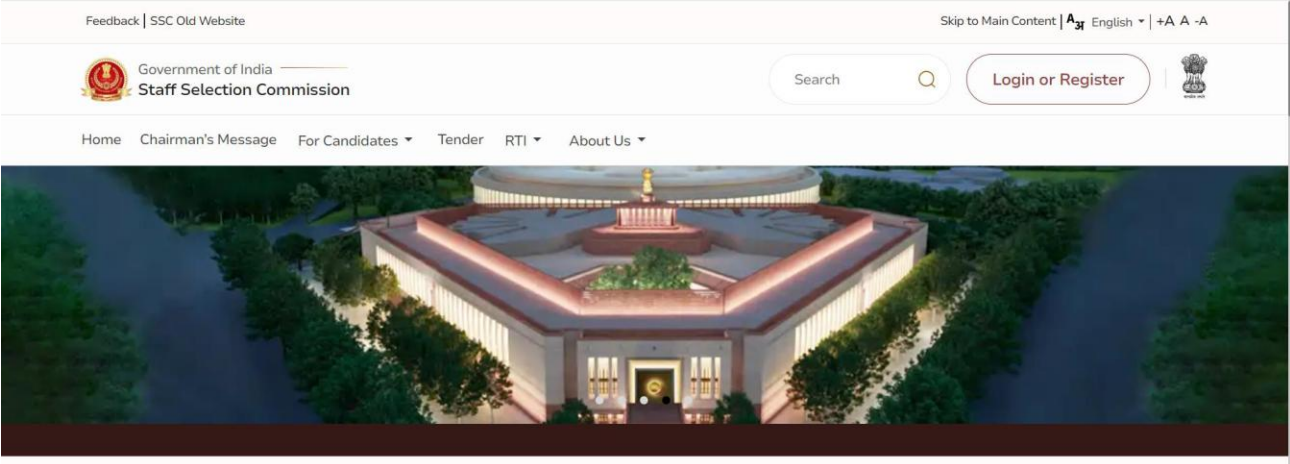 Feedback | SSC Old Website
Skip to Main Content | Aअ English | +A A -A
Government of India
Staff Selection Commission
Search
Login or Register
Home Chairman's Message For Candidates Tender RTI About Us